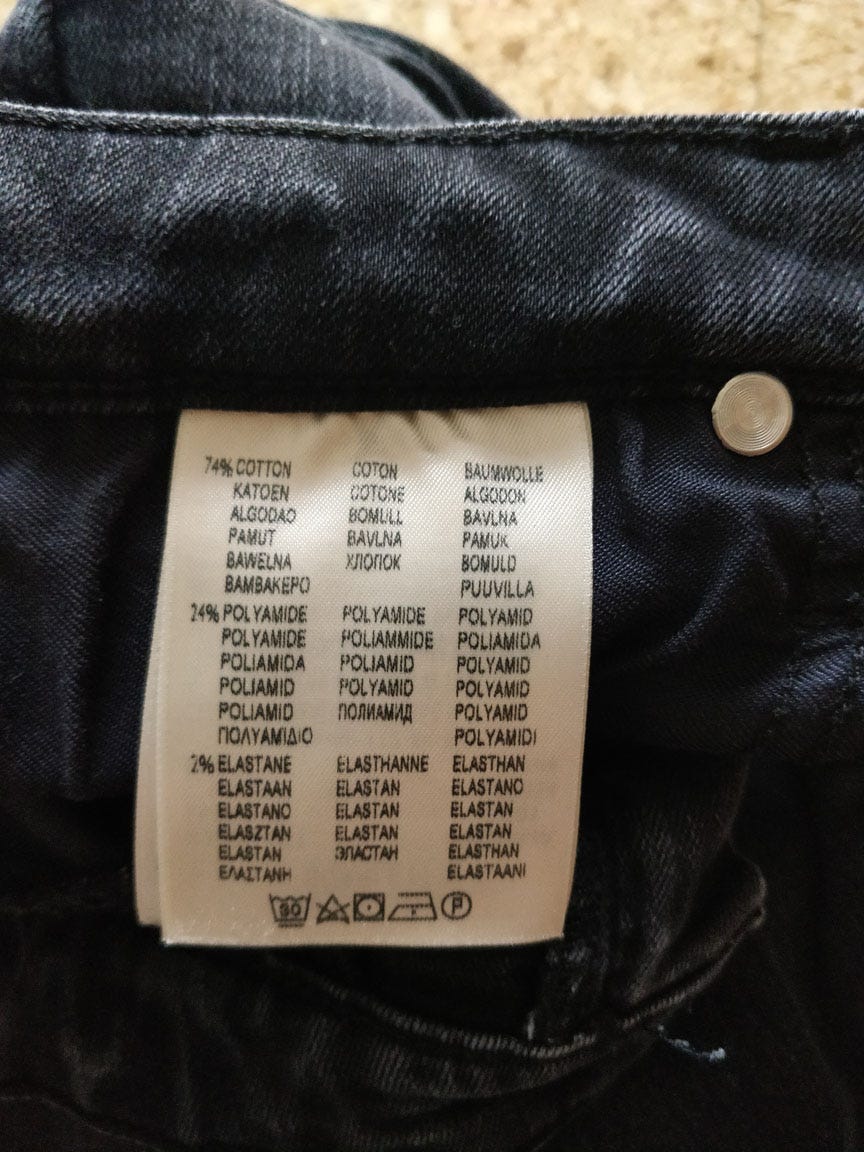 74% COTTON COTON BAUMWOLLE
KATOEN COTONE ALGODON
ALGODAO BOMULL BAVLNA
PAMUT BAVLNA PAMUK
BAWEŁNA ХЛОПОК BOMULD
BAMBAKEPO PUUVILLA
24% POLYAMIDE POLYAMIDE POLYAMID
POLYAMIDE POLIAMMIDE POLIAMIDA
POLIAMIDA POLIAMID POLYAMID
POLIAMID POLYAMID POLYAMID
POLIAMID ПОЛИАМИД POLYAMID
ΠΟΛΥΑΜΙΔΙΟ POLYAMIDI
2% ELASTANE ELASTHANNE ELASTHAN
ELASTAAN ELASTAN ELASTANO
ELASTANO ELASTAN ELASTAN
ELASZTAN ELASTAN ELASTAN
ELASTAN ЭЛАСТАН ELASTHAN
ΕΛΑΣΤΑΝΗ ELASTAANI
P